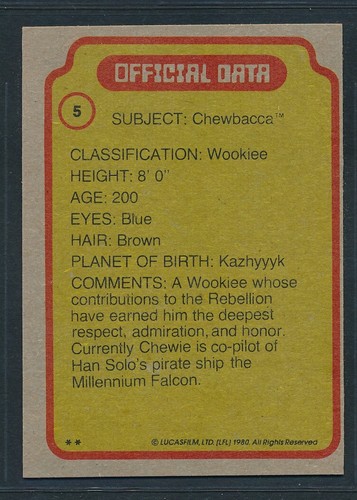 OFFICIAL DATA
5
SUBJECT: Chewbacca™
CLASSIFICATION: Wookiee
HEIGHT: 8' 0"
AGE: 200
EYES: Blue
HAIR: Brown
PLANET OF BIRTH: Kazhyyyk
COMMENTS: A Wookiee whose
contributions to the Rebellion
have earned him the deepest
respect, admiration, and honor.
Currently Chewie is co-pilot of
Han Solo's pirate ship the
Millennium Falcon.
** © LUCASFILM, LTD. (LFL) 1980. All Rights Reserved